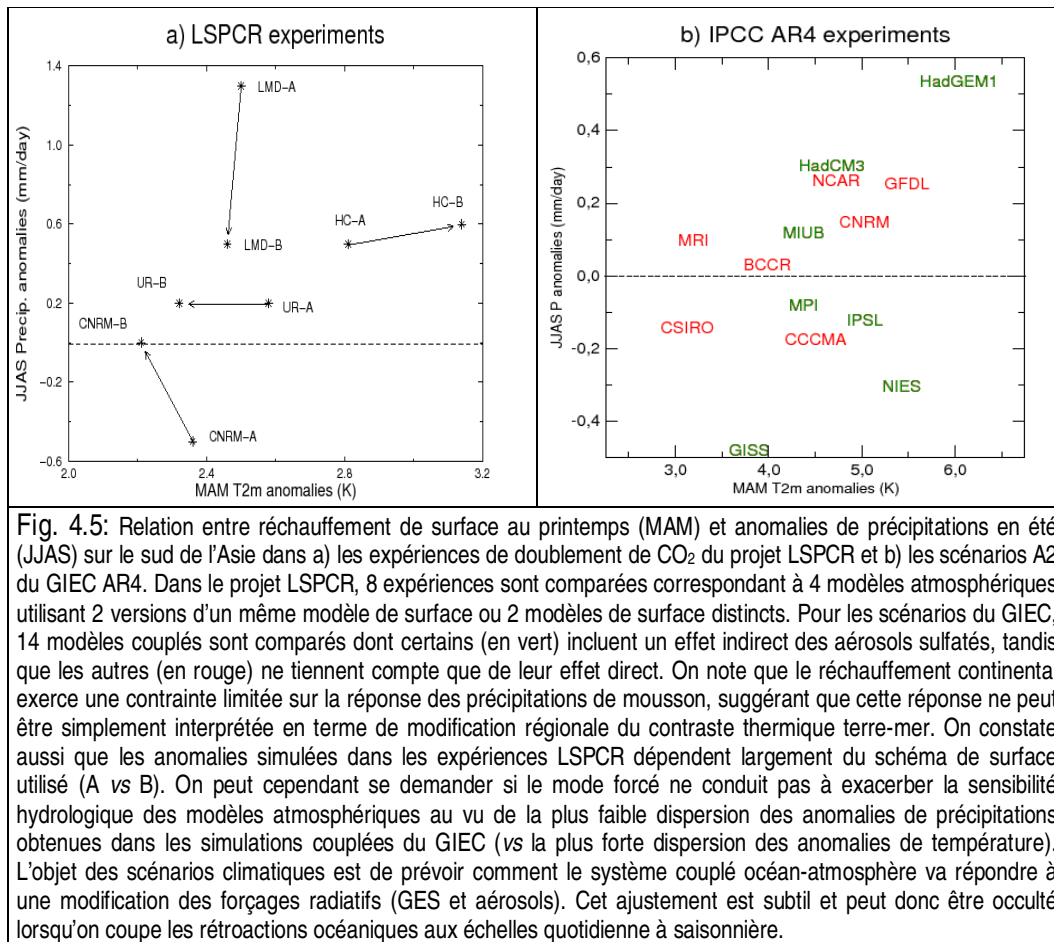 a) LSPCR experiments
JJAS Precip. anomalies (mm/day)
1.4
1.0
0.6
0.2
−0.2
−0.6
LMD−A
HC−B
HC−A
LMD−B
UR−B
UR−A
CNRM−B
CNRM−A
2.0 2.4 2.8 3.2
MAM T2m anomalies (K)
b) IPCC AR4 experiments
JJAS P anomalies (mm/day)
0,6
0,4
0,2
0,0
-0,2
-0,4
HadGEM1
HadCM3
NCAR
GFDL
CNRM
MIUB
MRI
BCCR
MPI
IPSL
CSIRO
CCCMA
NIES
GISS
3,0 4,0 5,0 6,0
MAM T2m anomalies (K)
Fig. 4.5: Relation entre réchauffement de surface au printemps (MAM) et anomalies de précipitations en été
(JJAS) sur le sud de l'Asie dans a) les expériences de doublement de CO2 du projet LSPCR et b) les scénarios A2
du GIEC AR4. Dans le projet LSPCR, 8 expériences sont comparées correspondant à 4 modèles atmosphériques
utilisant 2 versions d'un même modèle de surface ou 2 modèles de surface distincts. Pour les scénarios du GIEC,
14 modèles couplés sont comparés dont certains (en vert) incluent un effet indirect des aérosols sulfatés, tandis
que les autres (en rouge) ne tiennent compte que de leur effet direct. On note que le réchauffement continenta
exerce une contrainte limitée sur la réponse des précipitations de mousson, suggérant que cette réponse ne peut
être simplement interprétée en terme de modification régionale du contraste thermique terre-mer. On constate
aussi que les anomalies simulées dans les expériences LSPCR dépendent largement du schéma de surface
utilisé (A vs B). On peut cependant se demander si le mode forcé ne conduit pas à exacerber la sensibilité
hydrologique des modèles atmosphériques au vu de la plus faible dispersion des anomalies de précipitations
obtenues dans les simulations couplées du GIEC (vs la plus forte dispersion des anomalies de température).
L'objet des scénarios climatiques est de prévoir comment le système couplé océan-atmosphère va répondre à
une modification des forçages radiatifs (GES et aérosols). Cet ajustement est subtil et peut donc être occulté
lorsqu'on coupe les rétroactions océaniques aux échelles quotidienne à saisonnière.